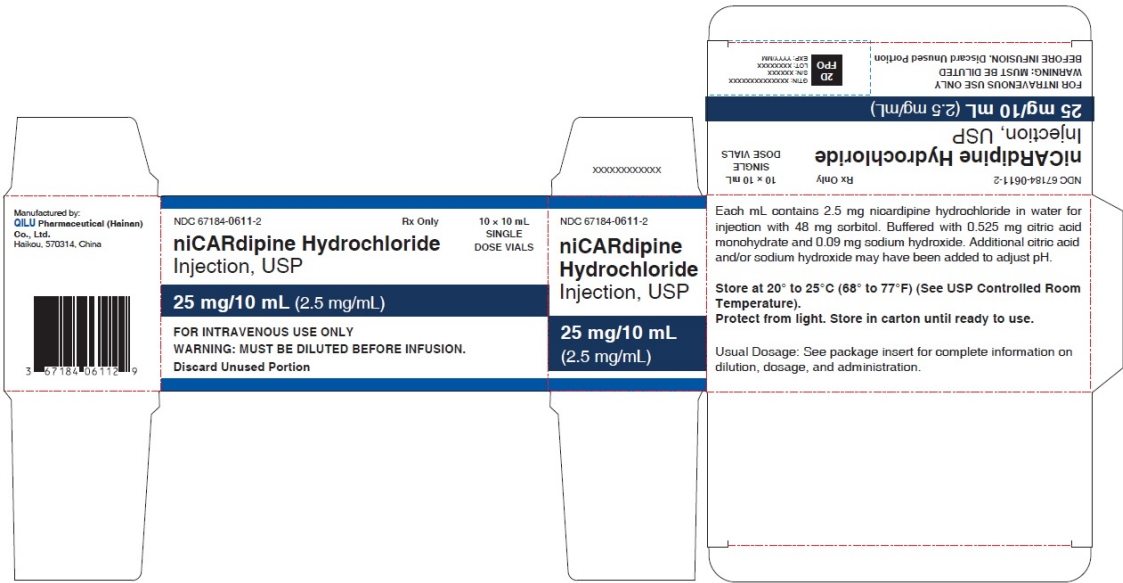 Manufactured by:
QILU Pharmaceutical (Hainan)
Co., Ltd.
Haikou, 570314, China
3 67184 06112 9
NDC 67184-0611-2 Rx Only 10 × 10 mL
SINGLE
DOSE VIALS
niCARdipine Hydrochloride
Injection, USP
25 mg/10 mL (2.5 mg/mL)
FOR INTRAVENOUS USE ONLY
WARNING: MUST BE DILUTED BEFORE INFUSION.
Discard Unused Portion
XXXXXXXXXXXX
NDC 67184-0611-2
niCARdipine
Hydrochloride
Injection, USP
25 mg/10 mL
(2.5 mg/mL)
NDC 67184-0611-2 Rx Only 10 × 10 mL
SINGLE
DOSE VIALS
niCARdipine Hydrochloride
Injection, USP
25 mg/10 mL (2.5 mg/mL)
FOR INTRAVENOUS USE ONLY
WARNING: MUST BE DILUTED
BEFORE INFUSION. Discard Unused Portion
2D
FPO
GTIN: XXXXXXXXXXXXXX
S/N: XXXXXX
LOT: XXXXXXXX
EXP: YYYY/MM
Each mL contains 2.5 mg nicardipine hydrochloride in water for
injection with 48 mg sorbitol. Buffered with 0.525 mg citric acid
monohydrate and 0.09 mg sodium hydroxide. Additional citric acid
and/or sodium hydroxide may have been added to adjust pH.
Store at 20° to 25°C (68° to 77°F) (See USP Controlled Room
Temperature).
Protect from light. Store in carton until ready to use.
Usual Dosage: See package insert for complete information on
dilution, dosage, and administration.